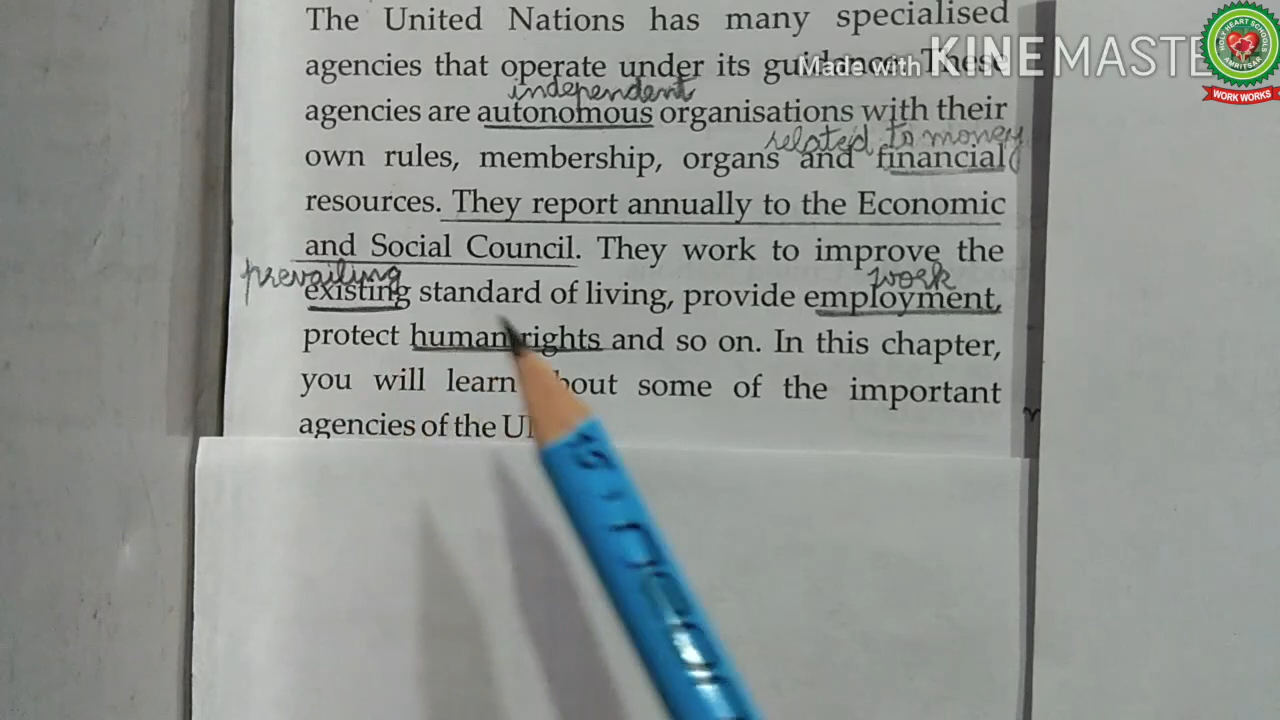 The United Nations has many specialised
agencies that operate under its guidance. These
Made with KINEMASTER
HOLY HEART SCHOOLS
AMRITSAR
WORK WORKS
independent
agencies are autonomous organisations with their
related to money
own rules, membership, organs and financial
resources. They report annually to the Economic
and Social Council. They work to improve the
prevailing work
existing standard of living, provide employment,
protect human rights and so on. In this chapter,
you will learn about some of the important
agencies of the